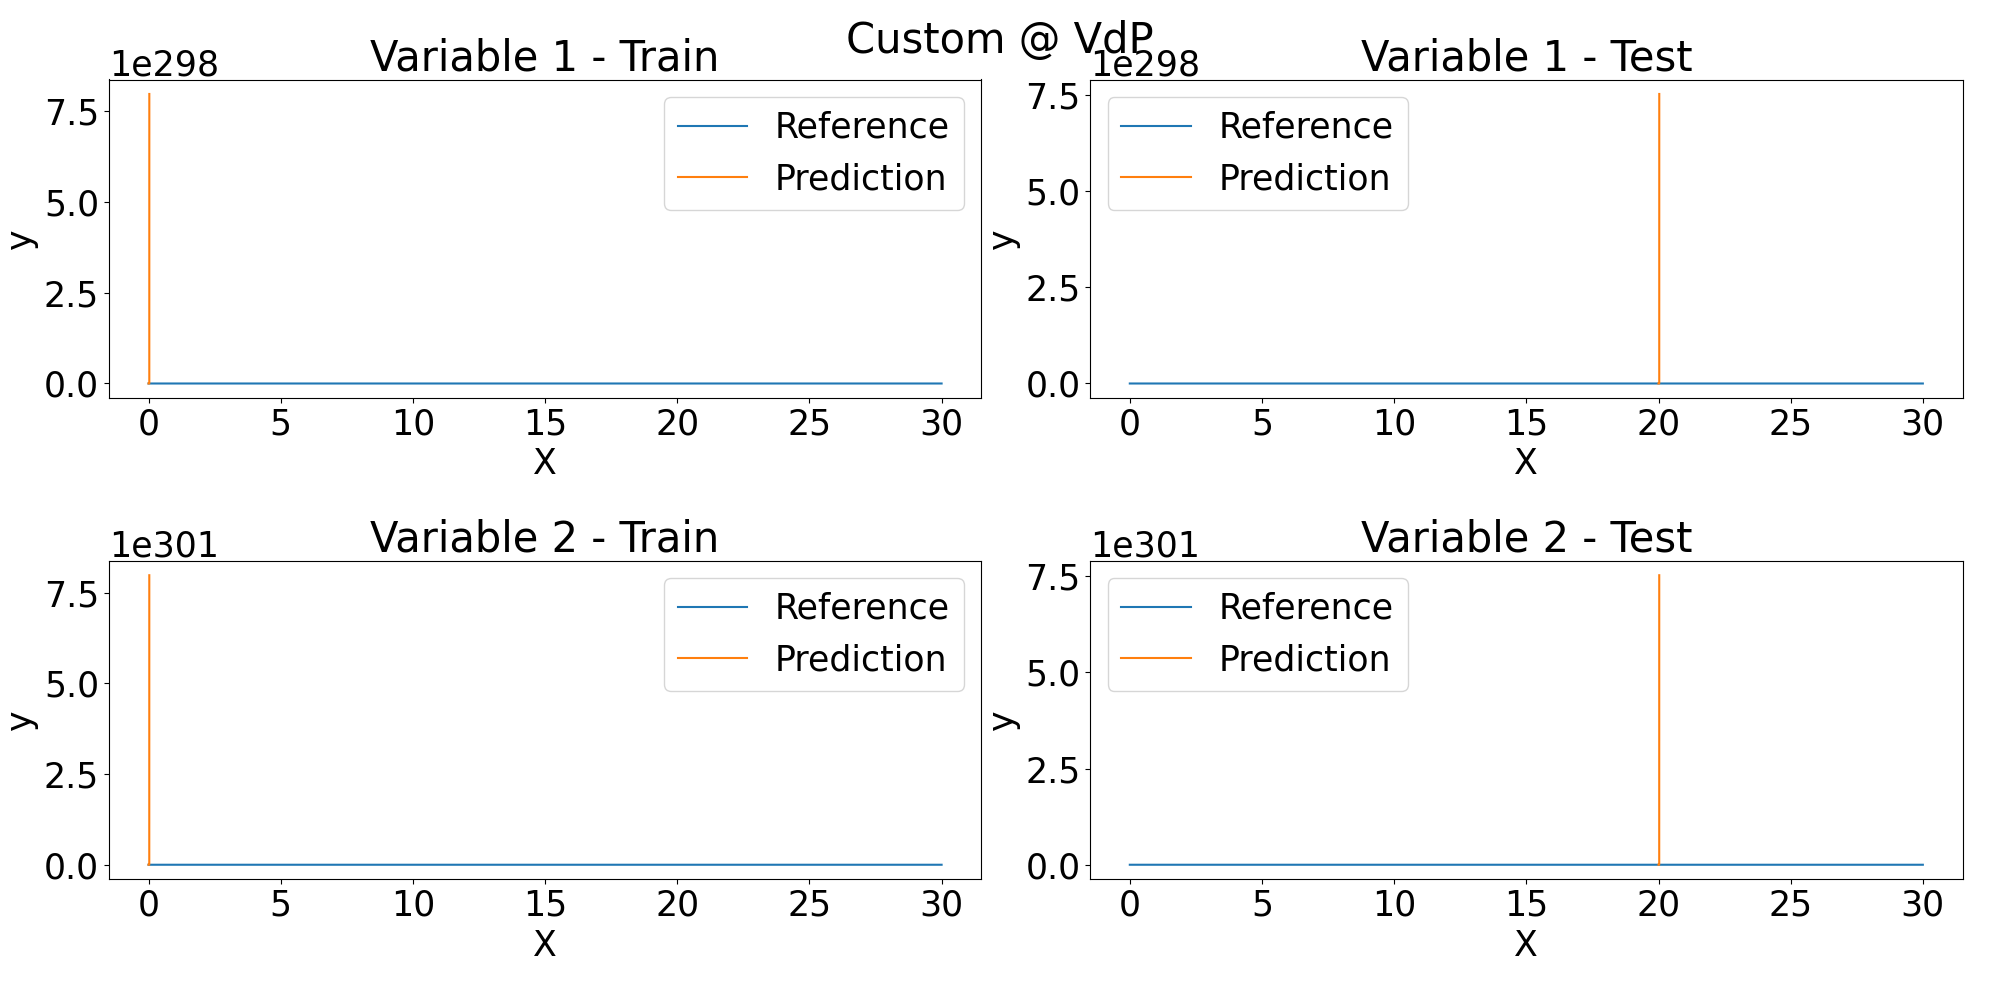 Custom @ VdP
Variable 1 - Train
1e298
7.5
5.0
2.5
0.0
y
Reference
Prediction
0 5 10 15 20 25 30
X
Variable 1 - Test
1e298
7.5
5.0
2.5
0.0
y
Reference
Prediction
0 5 10 15 20 25 30
X
Variable 2 - Train
1e301
7.5
5.0
2.5
0.0
y
Reference
Prediction
0 5 10 15 20 25 30
X
Variable 2 - Test
1e301
7.5
5.0
2.5
0.0
y
Reference
Prediction
0 5 10 15 20 25 30
X